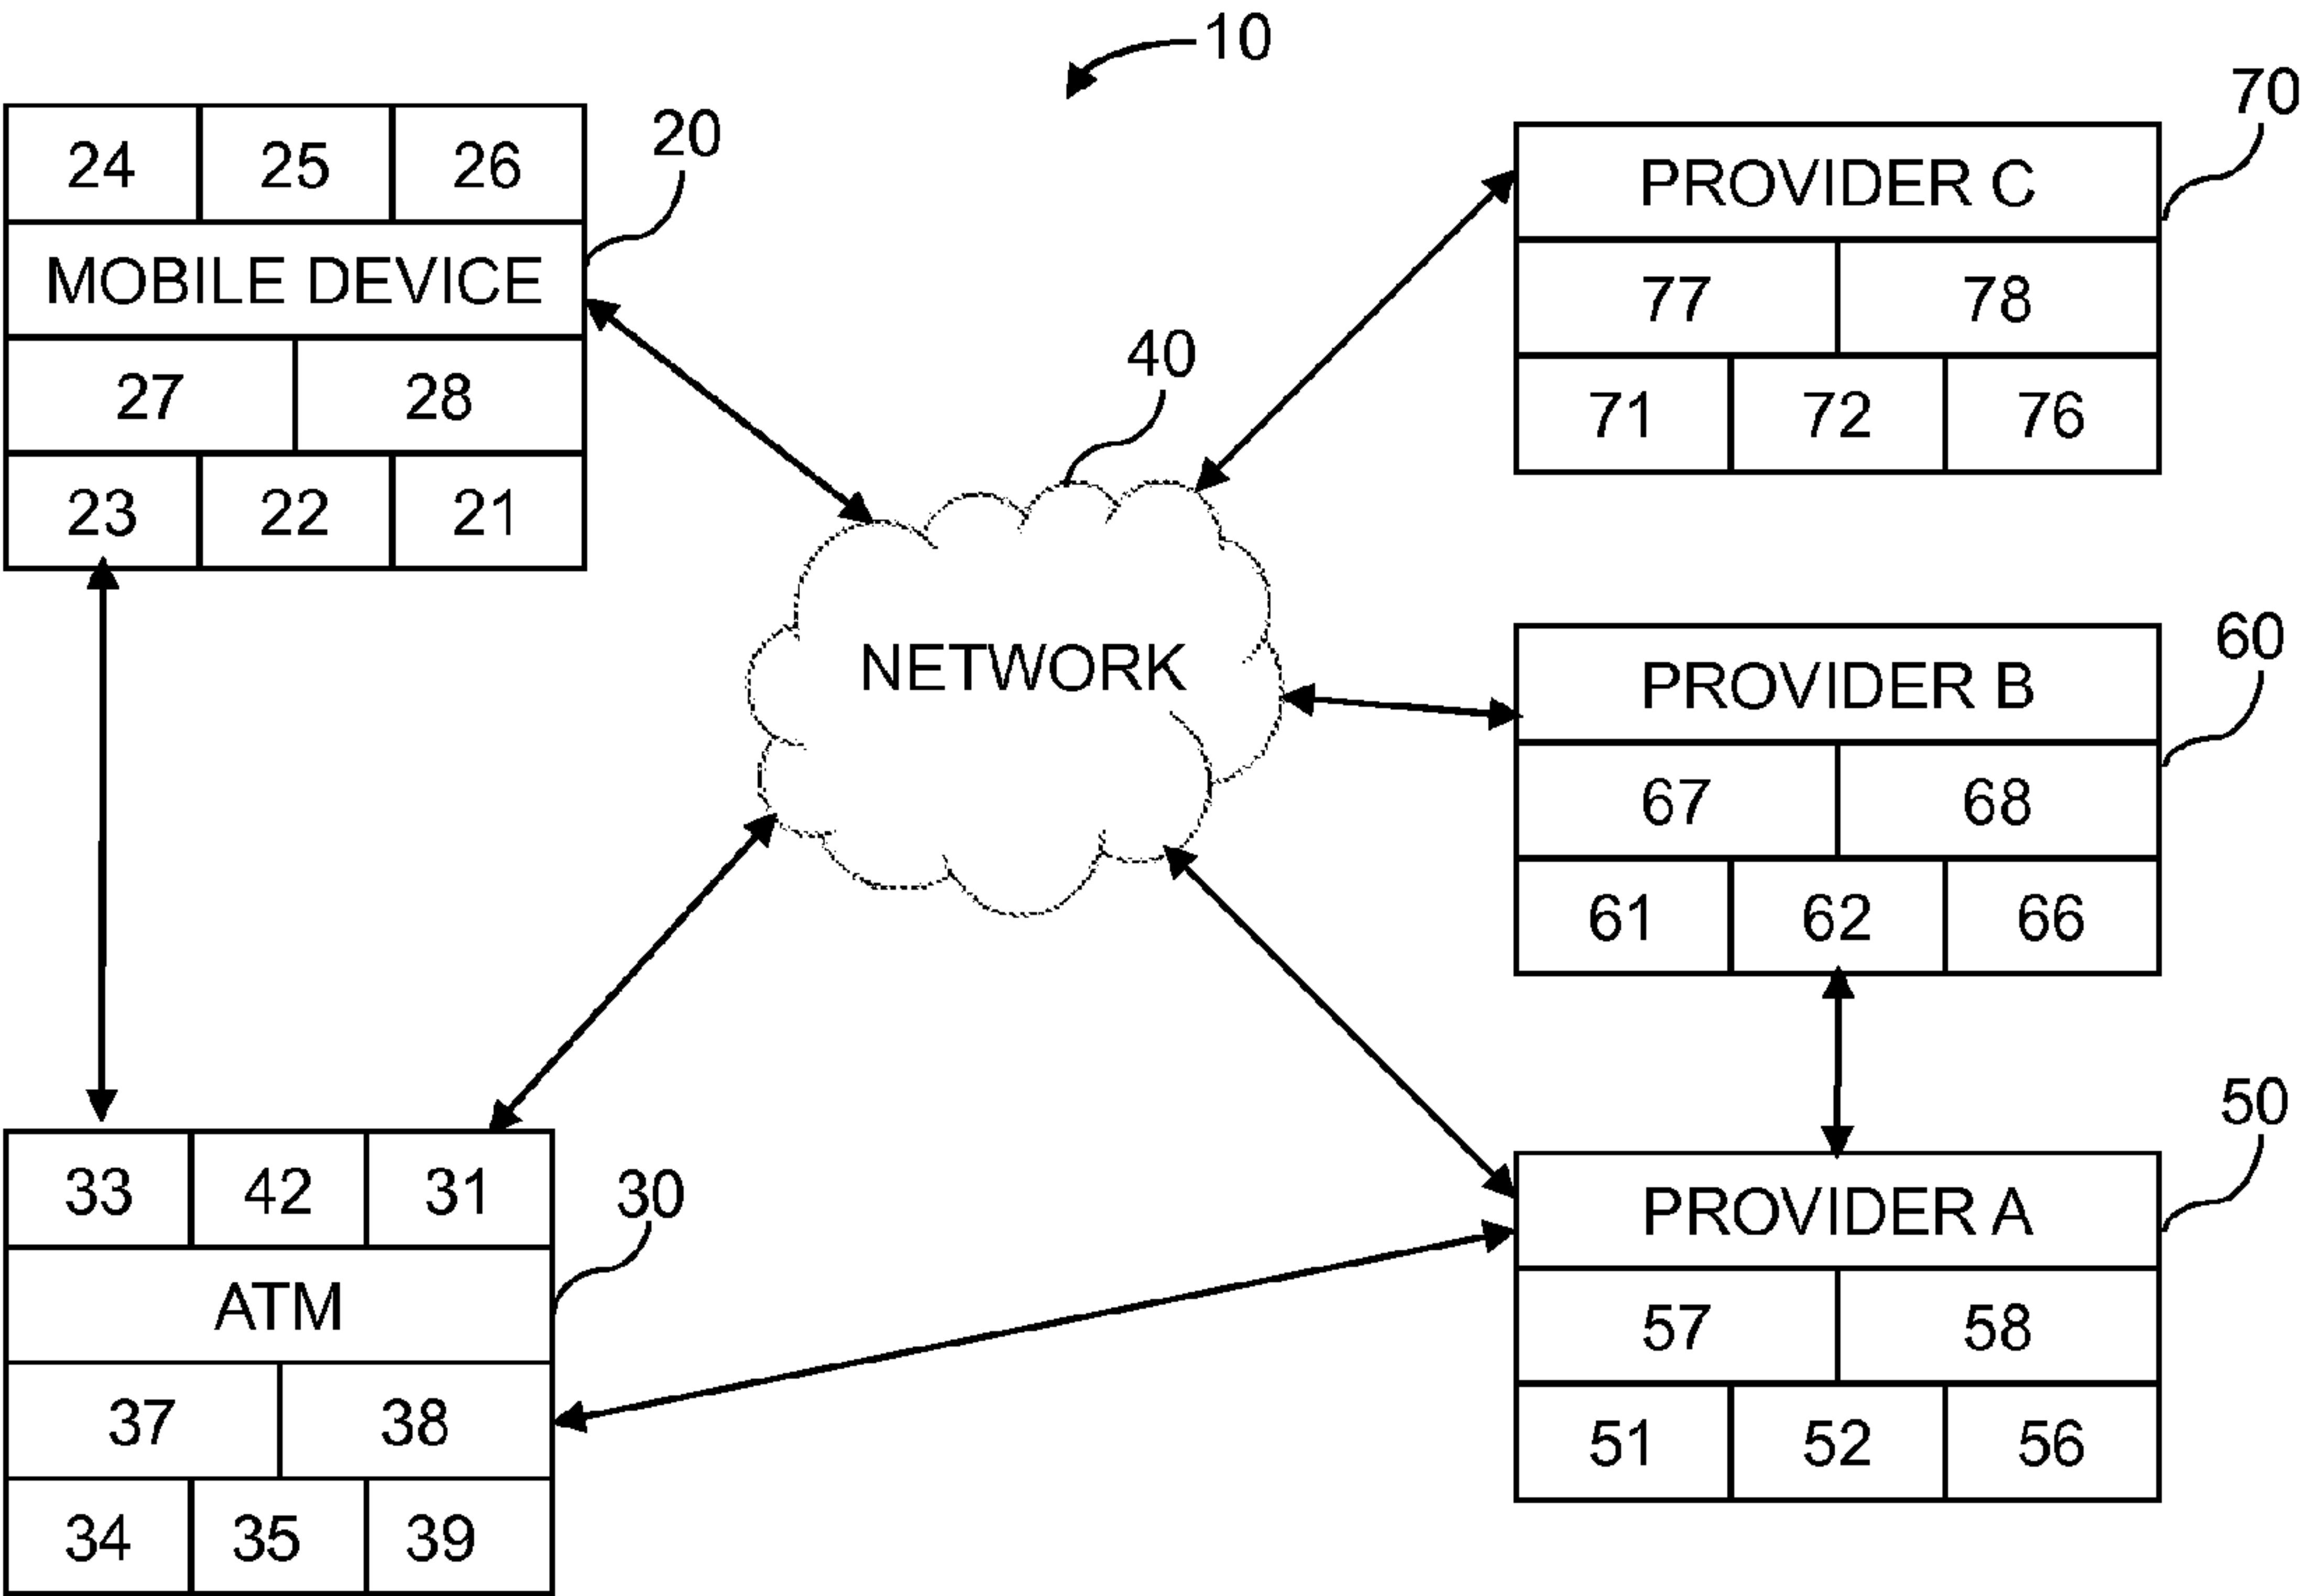 10
20
24 25 26
MOBILE DEVICE
27 28
23 22 21
70
PROVIDER C
77 78
71 72 76
40
NETWORK
60
PROVIDER B
67 68
61 62 66
30
33 42 31
ATM
37 38
34 35 39
50
PROVIDER A
57 58
51 52 56